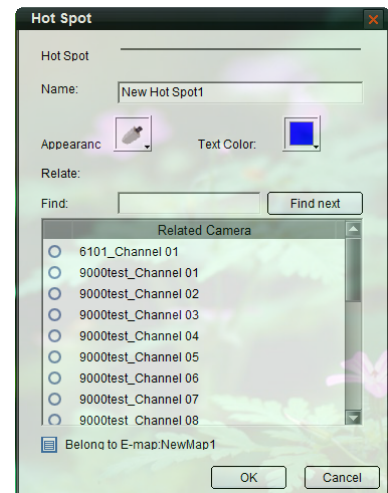 Hot Spot
Hot Spot
Name: New Hot Spot1
Appearanc Text Color:
Relate:
Find: Find next
Related Camera
6101_Channel 01
9000test_Channel 01
9000test_Channel 02
9000test_Channel 03
9000test_Channel 04
9000test_Channel 05
9000test_Channel 06
9000test_Channel 07
9000test_Channel 08
Belong to E-map:NewMap1
OK Cancel